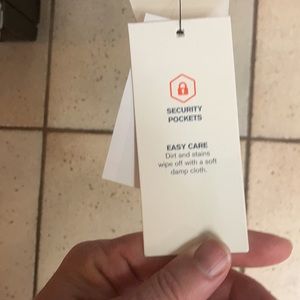 SECURITY
POCKETS
EASY CARE
Dirt and stains
wipe off with a soft
damp cloth.